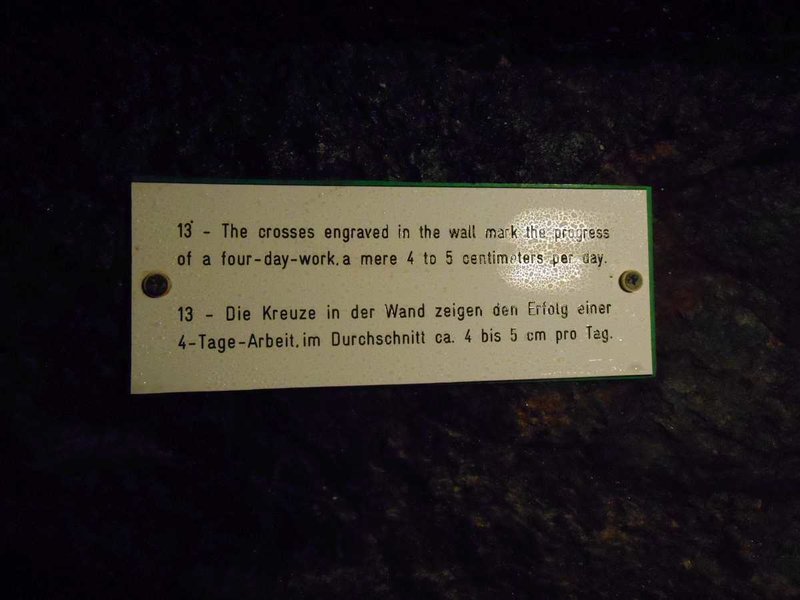 13 - The crosses engraved in the wall mark the progress
of a four-day-work, a mere 4 to 5 centimeters per day.
13 - Die Kreuze in der Wand zeigen den Erfolg einer
4-Tage-Arbeit, im Durchschnitt ca. 4 bis 5 cm pro Tag.